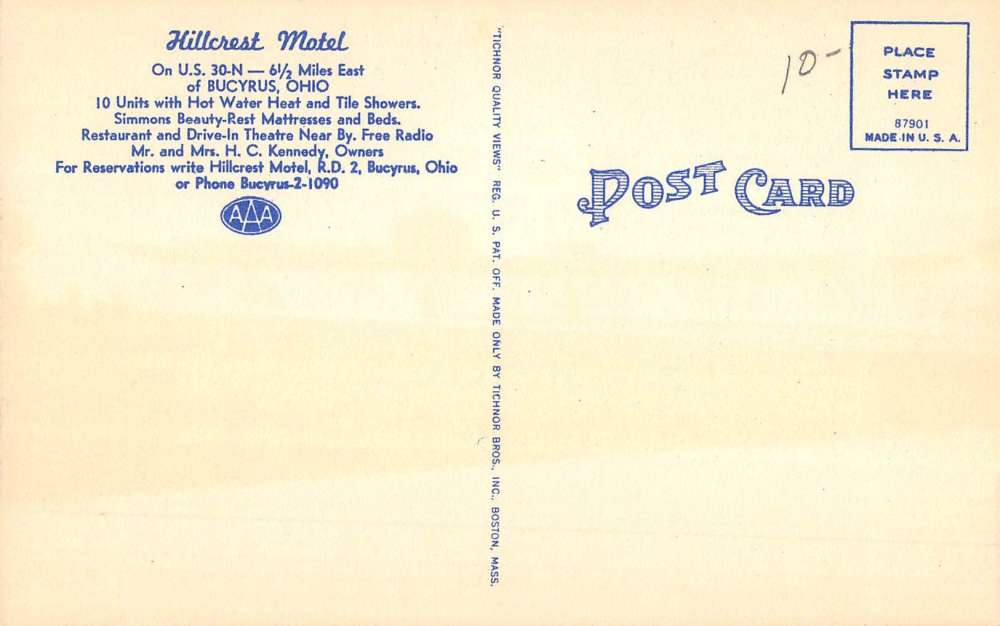 Hillcrest Motel
On U.S. 30-N — 6½ Miles East
of BUCYRUS, OHIO
10 Units with Hot Water Heat and Tile Showers.
Simmons Beauty-Rest Mattresses and Beds.
Restaurant and Drive-In Theatre Near By. Free Radio
Mr. and Mrs. H. C. Kennedy, Owners
For Reservations write Hillcrest Motel, R.D. 2, Bucyrus, Ohio
or Phone Bucyrus-2-1090
AAA
"TICHNOR QUALITY VIEWS" REG. U. S. PAT. OFF. MADE ONLY BY TICHNOR BROS., INC., BOSTON, MASS.
10-
POST CARD
PLACE
STAMP
HERE
87901
MADE IN U. S. A.